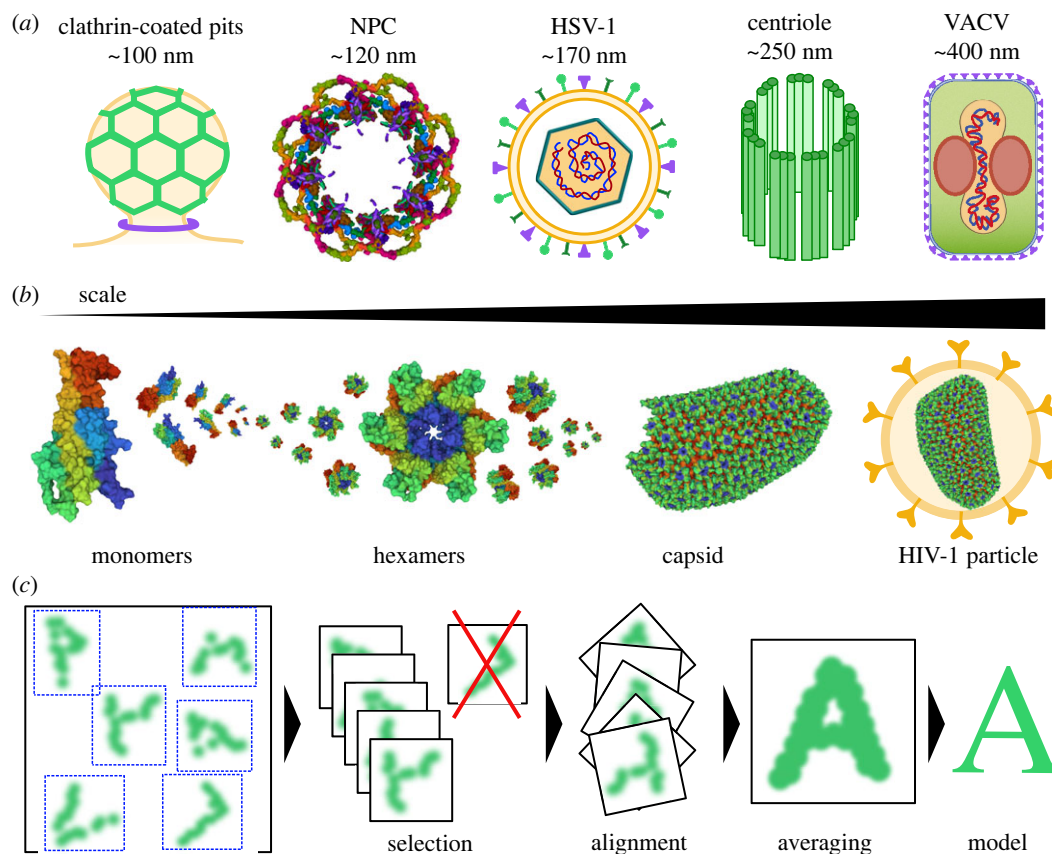 (a)
clathrin-coated pits
~100 nm
NPC
~120 nm
HSV-1
~170 nm
centriole
~250 nm
VACV
~400 nm
(b)
scale
monomers
hexamers
capsid
HIV-1 particle
(c)
selection
alignment
averaging
A
model